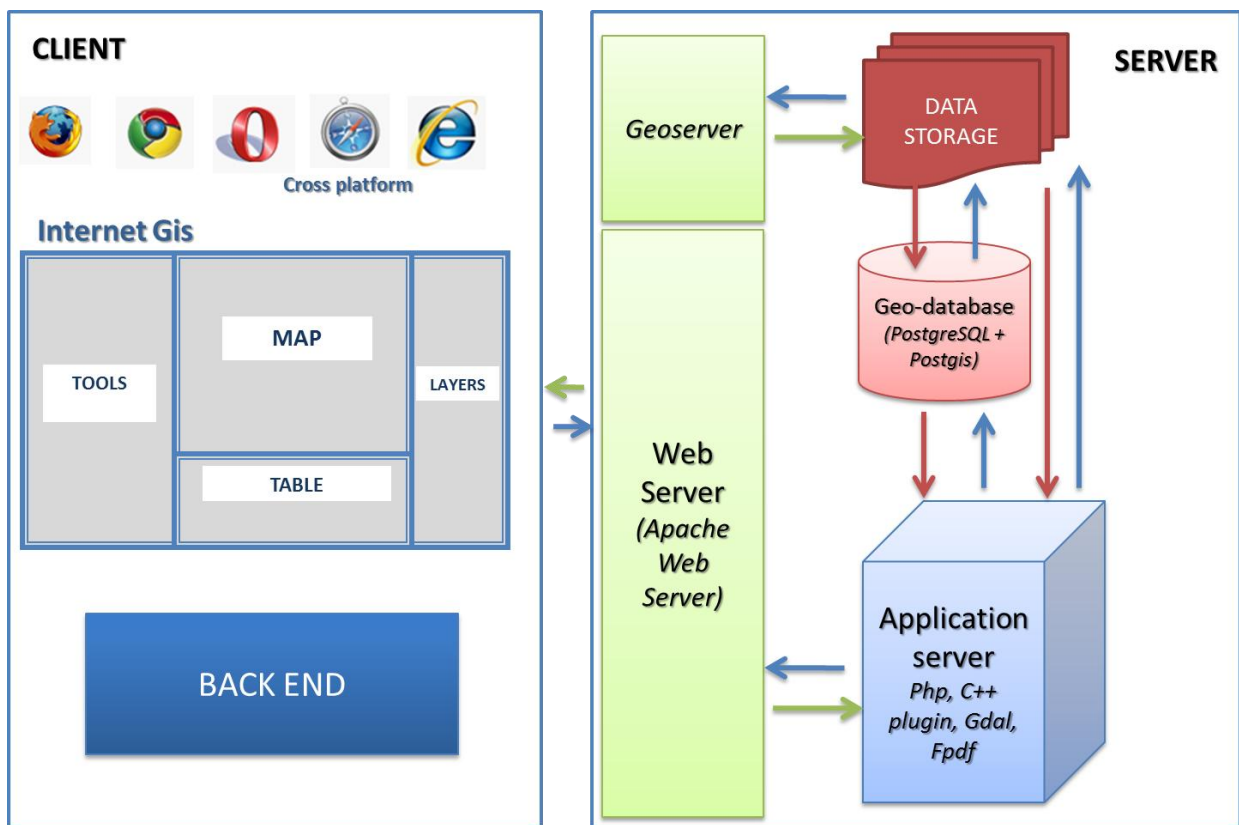 CLIENT
Cross platform
Internet Gis
TOOLS
MAP
LAYERS
TABLE
BACK END
SERVER
Geoserver
DATA
STORAGE
Geo-database
(PostgreSQL +
Postgis)
Web
Server
(Apache
Web
Server)
Application
server
Php, C++
plugin, Gdal,
Fpdf